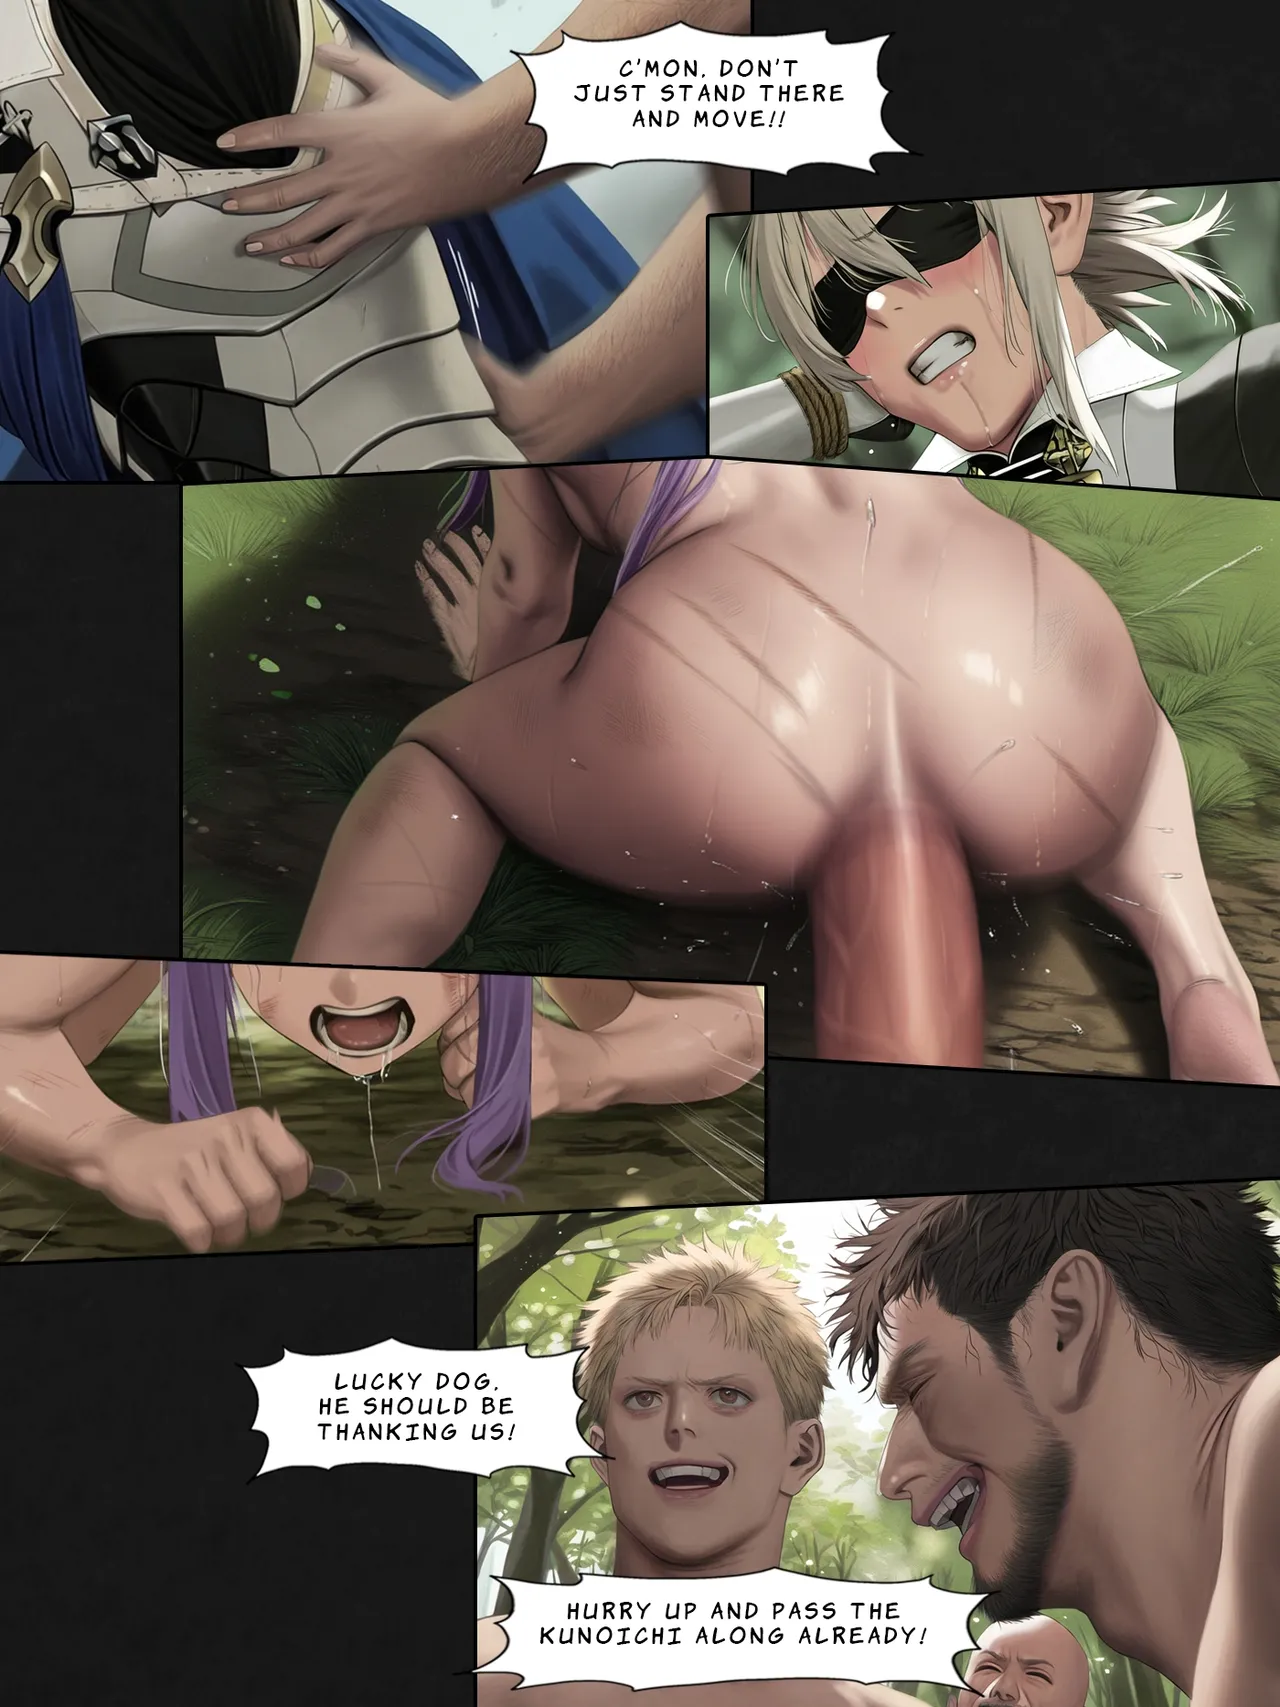 C'MON, DON'T
JUST STAND THERE
AND MOVE!!
LUCKY DOG,
HE SHOULD BE
THANKING US!
HURRY UP AND PASS THE
KUNOICHI ALONG ALREADY!